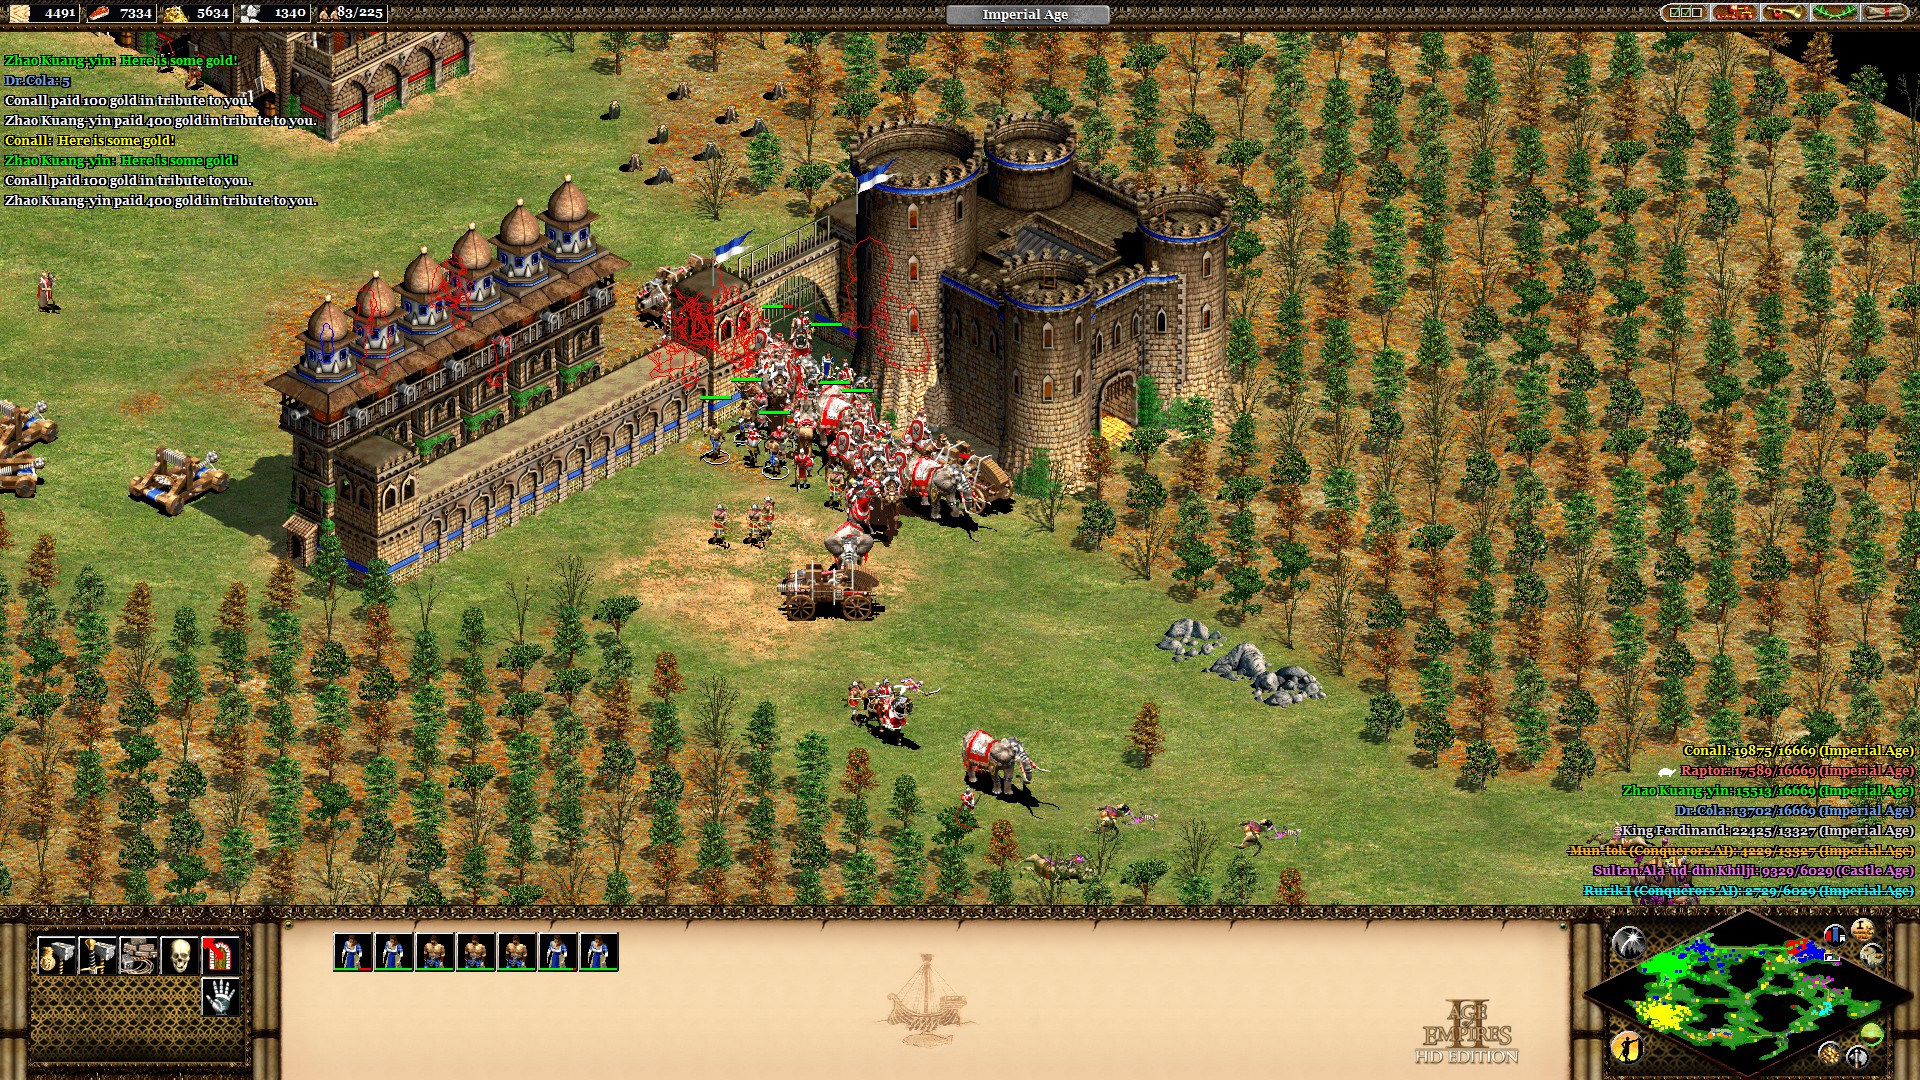 4491 7334 5634 1340 83/225
Imperial Age
Zhao Kuang-yin: Here is some gold!
Dr.Cola: 5
Conall paid 100 gold in tribute to you.
Zhao Kuang-yin paid 400 gold in tribute to you.
Conall: Here is some gold!
Zhao Kuang-yin: Here is some gold!
Conall paid 100 gold in tribute to you.
Zhao Kuang-yin paid 400 gold in tribute to you.
Conall: 19875/16669 (Imperial Age)
Raptor: 17589/16669 (Imperial Age)
Zhao Kuang-yin: 15513/16669 (Imperial Age)
Dr.Cola: 13702/16669 (Imperial Age)
King Ferdinand: 22425/13327 (Imperial Age)
Mun-tok (Conquerors AI): 4229/13327 (Imperial Age)
Sultan Ala-ud-din Khilji: 9329/6029 (Castle Age)
Rurik I (Conquerors AI): 2729/6029 (Imperial Age)
II
AGE
OF
EMPIRES
HD EDITION